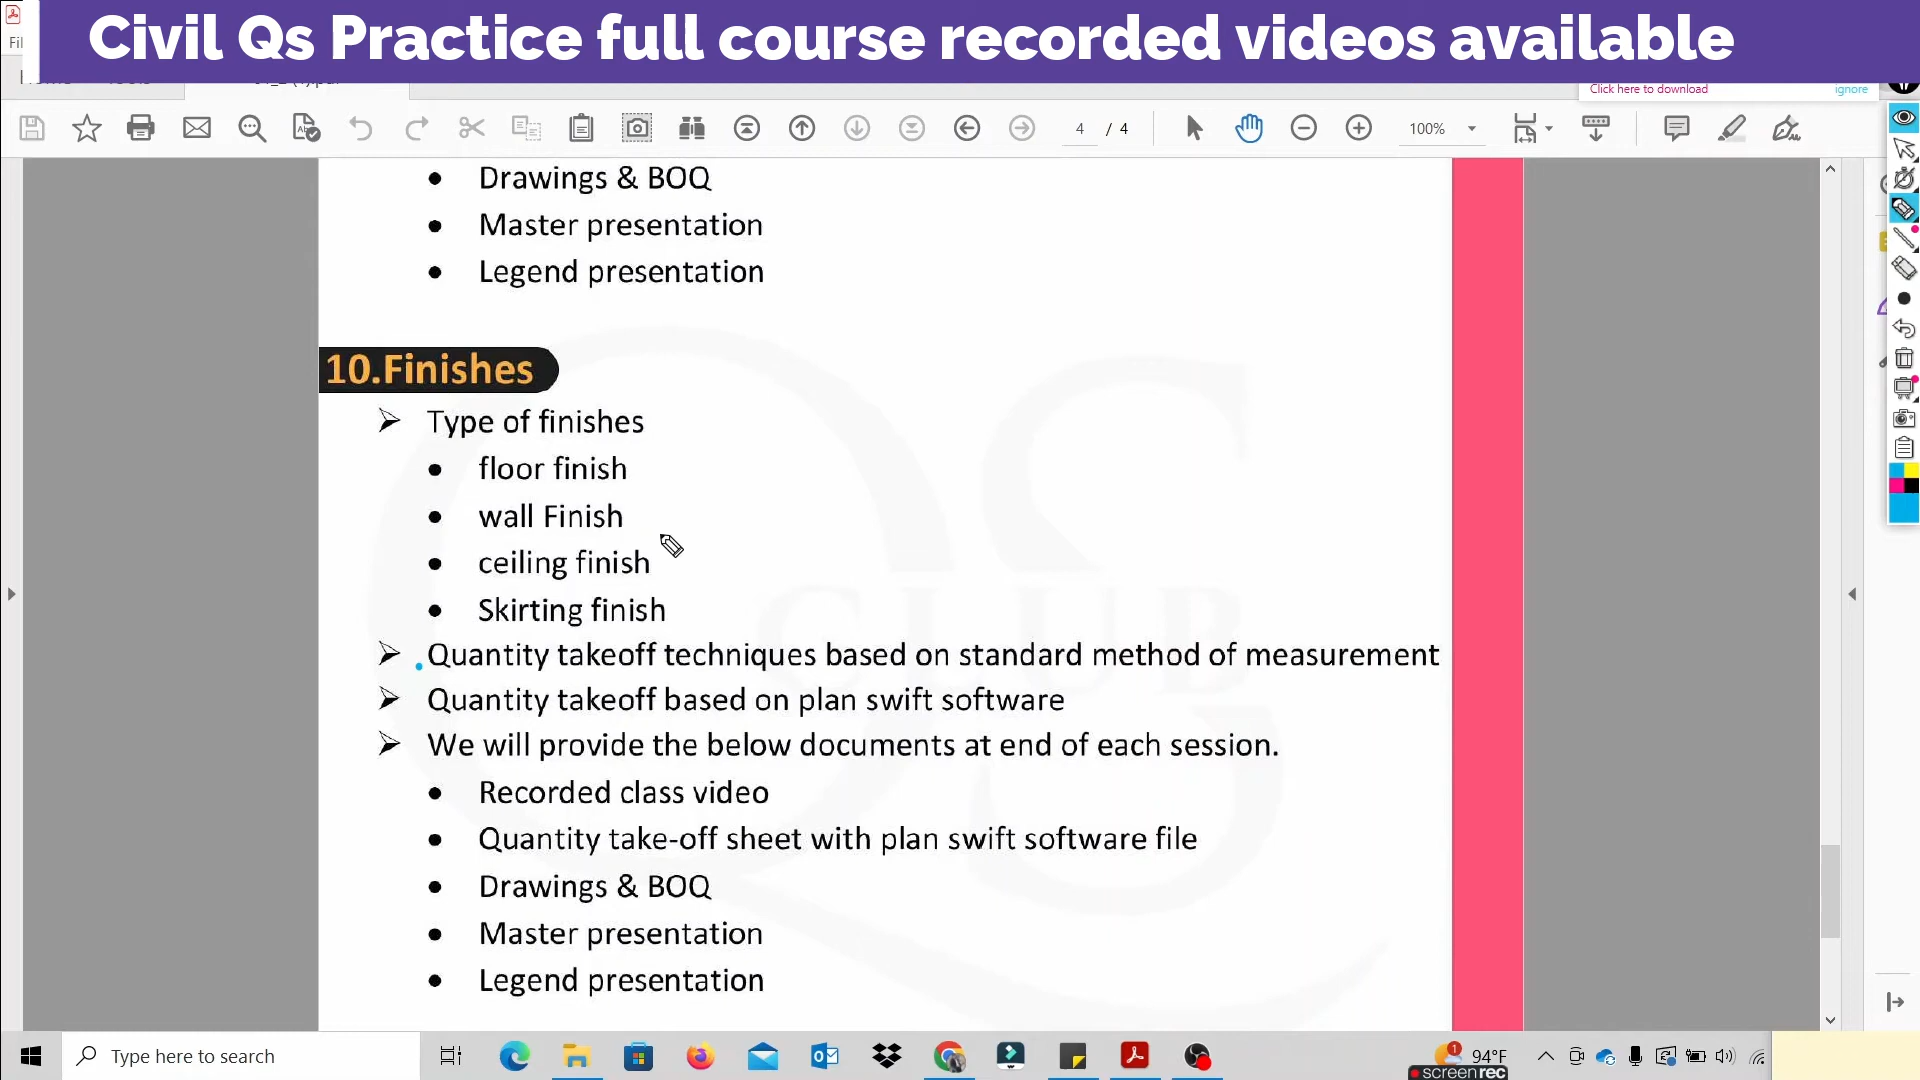 Civil Qs Practice full course recorded videos available
Click here to download
ignore
4 / 4
100%
• Drawings & BOQ
• Master presentation
• Legend presentation
10.Finishes
➢ Type of finishes
• floor finish
• wall Finish
• ceiling finish
• Skirting finish
➢ Quantity takeoff techniques based on standard method of measurement
➢ Quantity takeoff based on plan swift software
➢ We will provide the below documents at end of each session.
• Recorded class video
• Quantity take-off sheet with plan swift software file
• Drawings & BOQ
• Master presentation
• Legend presentation
QS
CLUB
Type here to search
1
94°F
screenrec